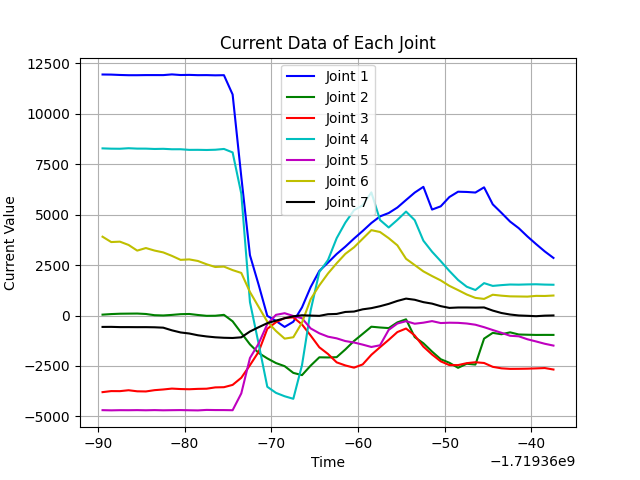 Current Data of Each Joint
12500
10000
7500
5000
2500
0
−2500
−5000
Current Value
Joint 1
Joint 2
Joint 3
Joint 4
Joint 5
Joint 6
Joint 7
−90 −80 −70 −60 −50 −40
Time
−1.71936e9